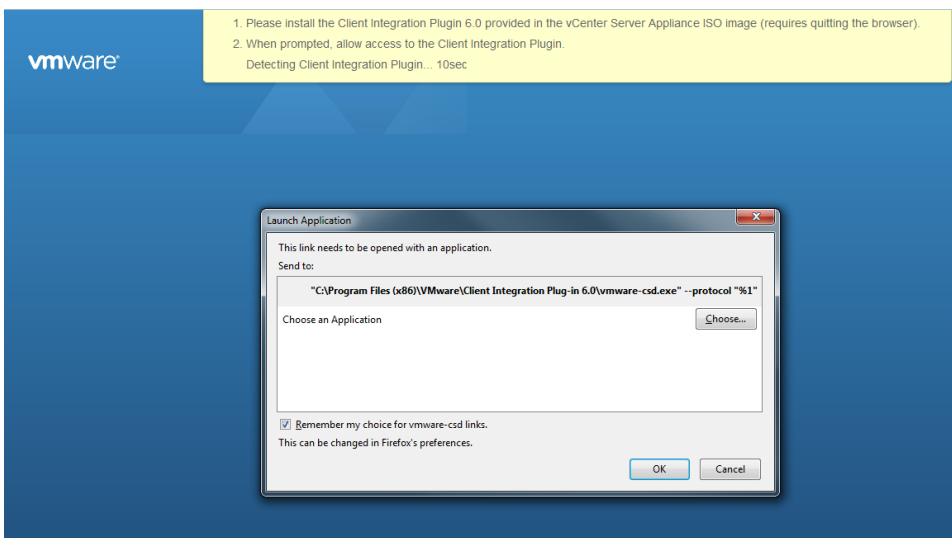 1. Please install the Client Integration Plugin 6.0 provided in the vCenter Server Appliance ISO image (requires quitting the browser).
2. When prompted, allow access to the Client Integration Plugin.
Detecting Client Integration Plugin... 10sec
vmware®
Launch Application
This link needs to be opened with an application.
Send to:
"C:\Program Files (x86)\VMware\Client Integration Plug-in 6.0\vmware-csd.exe" --protocol "%1"
Choose an Application
Choose...
Remember my choice for vmware-csd links.
This can be changed in Firefox's preferences.
OK
Cancel